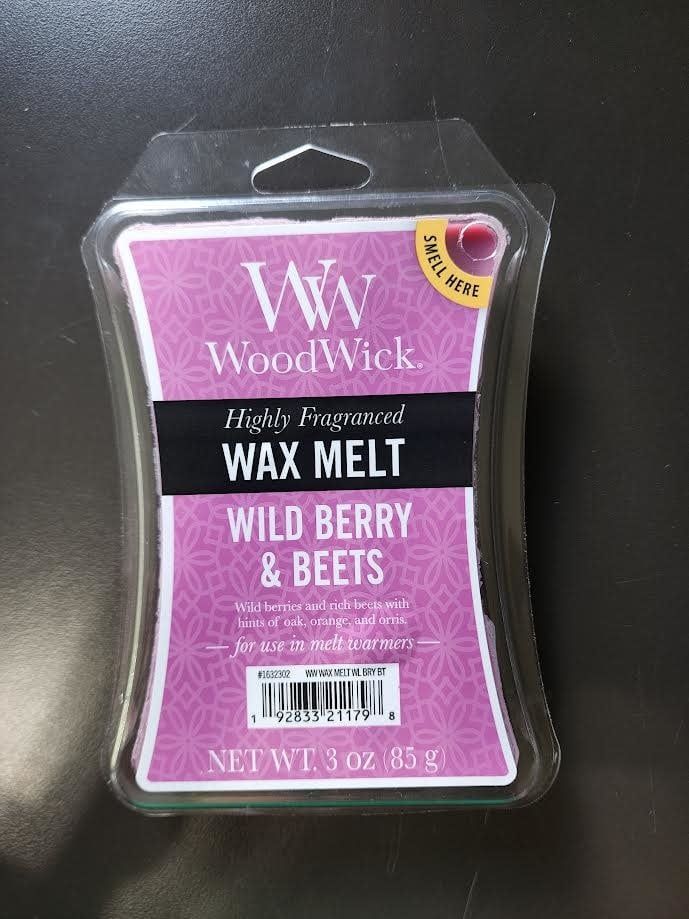 SMELL HERE
WW
WoodWick®
Highly Fragranced
WAX MELT
WILD BERRY
& BEETS
Wild berries and rich beets with
hints of oak, orange, and orris.
for use in melt warmers
#1632302 WW WAX MELT WL BRY BT
1 92833 21179 8
NET WT. 3 oz (85 g)